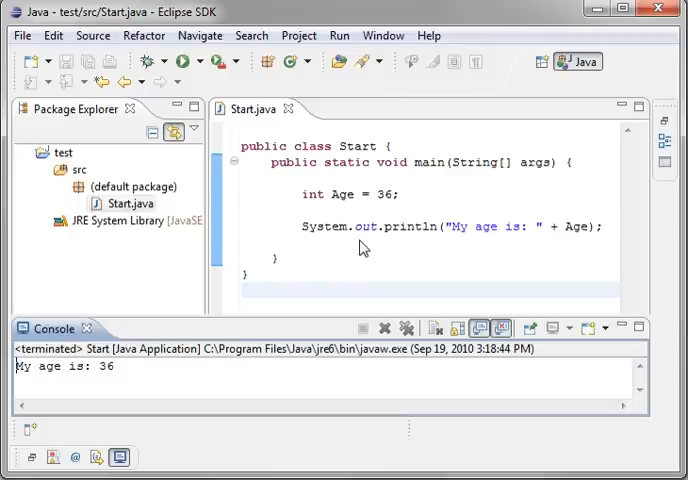 Java - test/src/Start.java - Eclipse SDK
File Edit Source Refactor Navigate Search Project Run Window Help
Java
Package Explorer
Start.java
test
src
(default package)
Start.java
JRE System Library [JavaSE
public class Start {
public static void main(String[] args) {
int Age = 36;
System.out.println("My age is: " + Age);
}
}
Console
<terminated> Start [Java Application] C:\Program Files\Java\jre6\bin\javaw.exe (Sep 19, 2010 3:18:44 PM)
My age is: 36